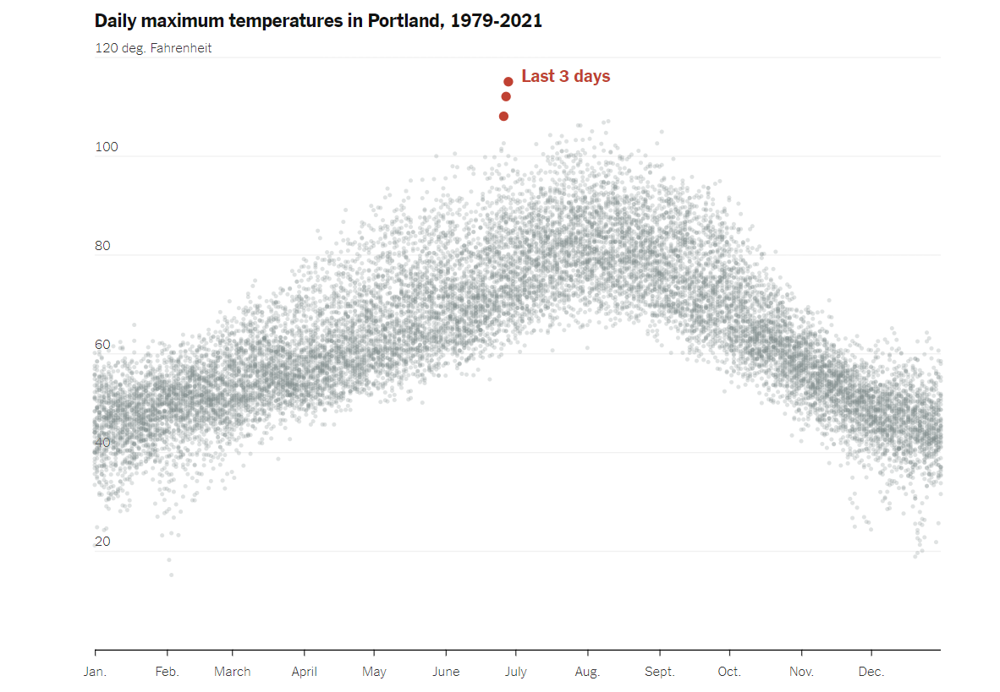 Daily maximum temperatures in Portland, 1979-2021
120 deg. Fahrenheit
Last 3 days
100
80
60
40
20
Jan. Feb. March April May June July Aug. Sept. Oct. Nov. Dec.